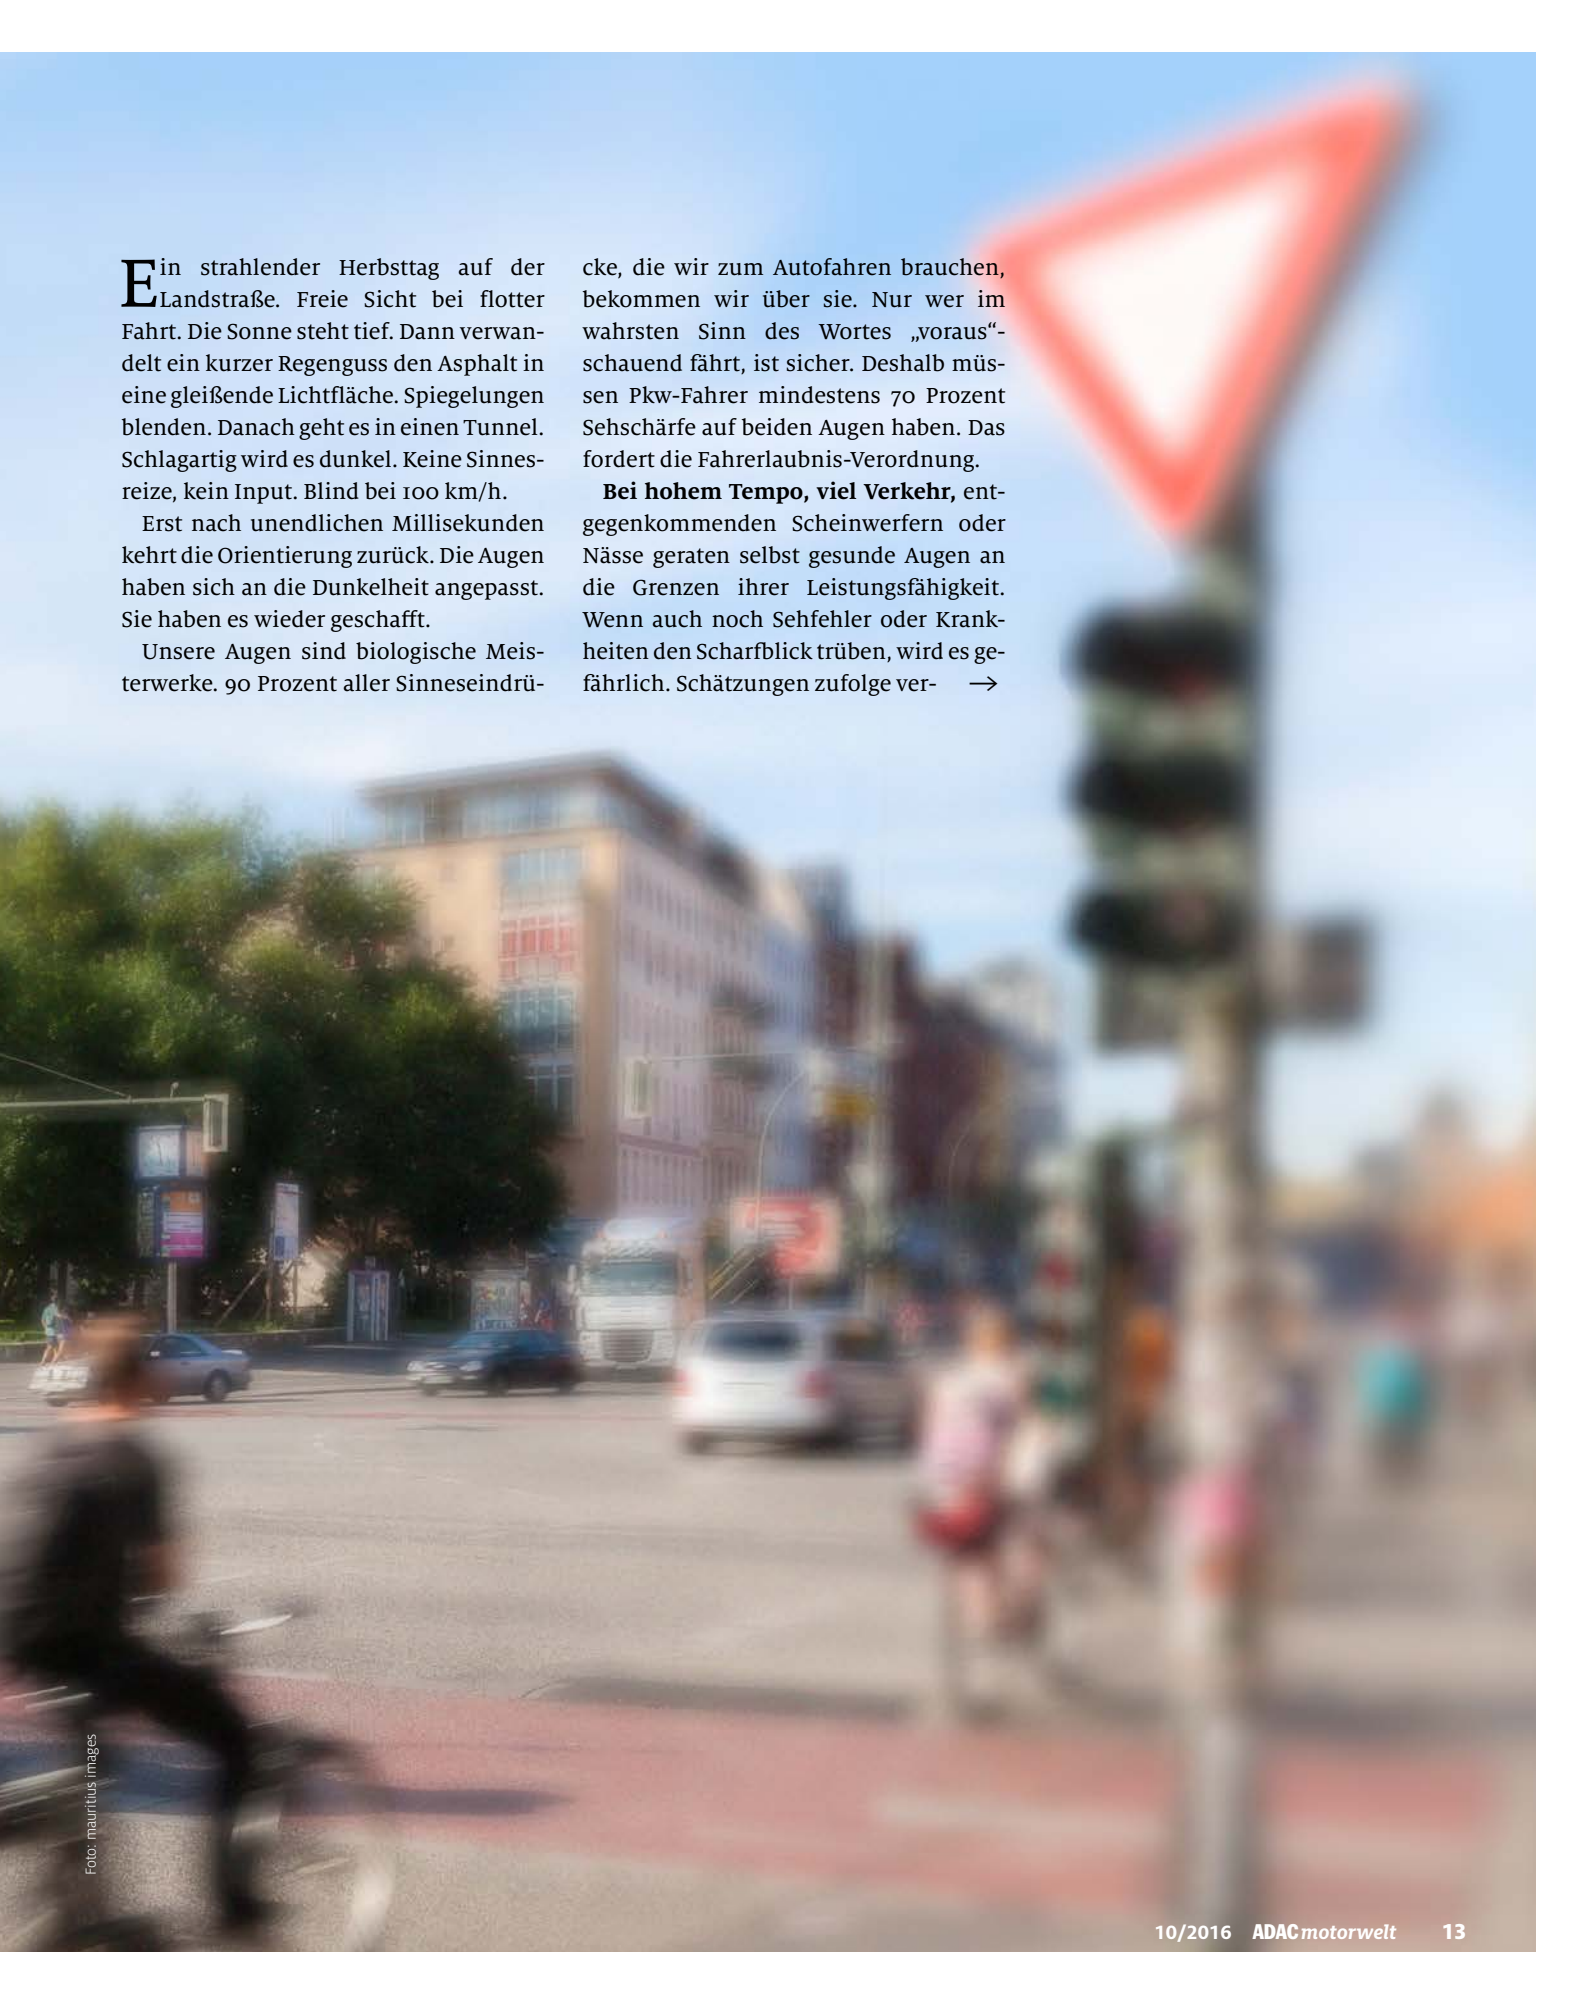 Ein strahlender Herbsttag auf der
Landstraße. Freie Sicht bei flotter
Fahrt. Die Sonne steht tief. Dann verwan-
delt ein kurzer Regenguss den Asphalt in
eine gleißende Lichtfläche. Spiegelungen
blenden. Danach geht es in einen Tunnel.
Schlagartig wird es dunkel. Keine Sinnes-
reize, kein Input. Blind bei 100 km/h.
Erst nach unendlichen Millisekunden
kehrt die Orientierung zurück. Die Augen
haben sich an die Dunkelheit angepasst.
Sie haben es wieder geschafft.
Unsere Augen sind biologische Meis-
terwerke. 90 Prozent aller Sinneseindrü-
cke, die wir zum Autofahren brauchen,
bekommen wir über sie. Nur wer im
wahrsten Sinn des Wortes „voraus“-
schauend fährt, ist sicher. Deshalb müs-
sen Pkw-Fahrer mindestens 70 Prozent
Sehschärfe auf beiden Augen haben. Das
fordert die Fahrerlaubnis-Verordnung.
Bei hohem Tempo, viel Verkehr, ent-
gegenkommenden Scheinwerfern oder
Nässe geraten selbst gesunde Augen an
die Grenzen ihrer Leistungsfähigkeit.
Wenn auch noch Sehfehler oder Krank-
heiten den Scharfblick trüben, wird es ge-
fährlich. Schätzungen zufolge ver- →
Foto: mauritius images
10/2016 ADAC motorwelt 13